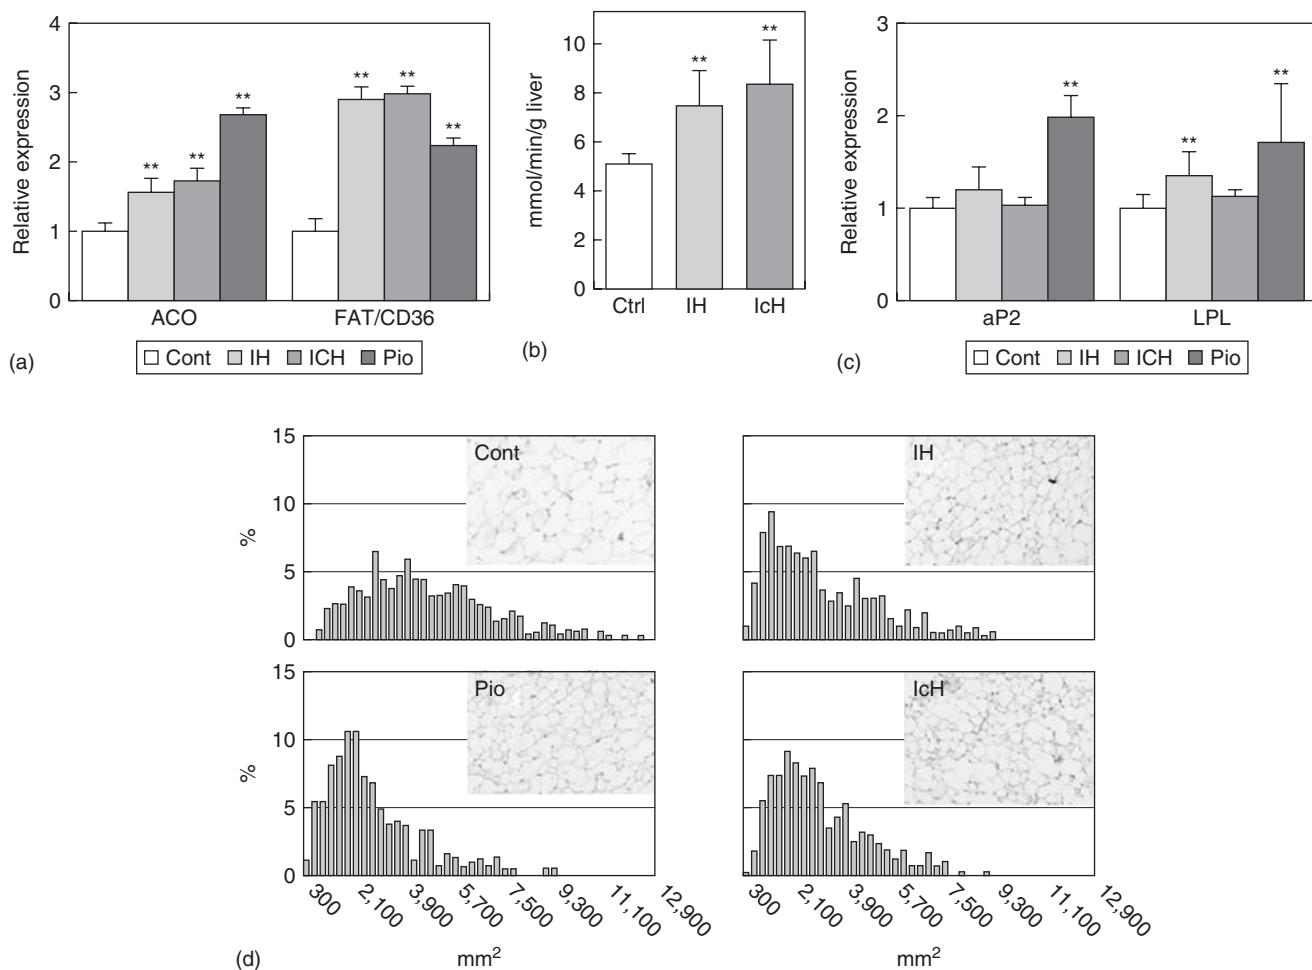 4
3
2
1
0
Relative expression
**
**
**
**
**
**
ACO FAT/CD36
Cont IH ICH Pio
(a)
10
8
6
4
2
0
mmol/min/g liver
**
**
Ctrl IH IcH
(b)
3
2
1
0
Relative expression
**
**
**
aP2 LPL
Cont IH ICH Pio
(c)
15
10
5
0
%
Cont
IH
15
10
5
0
%
Pio
IcH
300 2,100 3,900 5,700 7,500 9,300 11,100 12,900
300 2,100 3,900 5,700 7,500 9,300 11,100 12,900
(d) mm² mm²